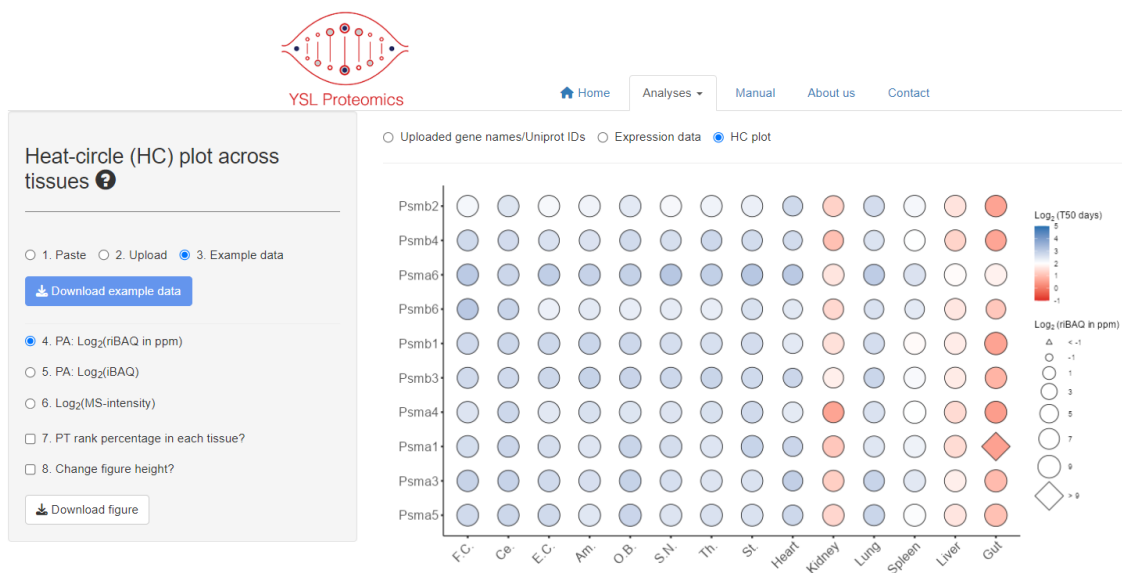 YSL Proteomics
Home
Analyses
Manual
About us
Contact
Heat-circle (HC) plot across
tissues ?
1. Paste 2. Upload 3. Example data
Download example data
4. PA: Log2(riBAQ in ppm)
5. PA: Log2(iBAQ)
6. Log2(MS-intensity)
7. PT rank percentage in each tissue?
8. Change figure height?
Download figure
Uploaded gene names/Uniprot IDs Expression data HC plot
Psmb2
Psmb4
Psma6
Psmb6
Psmb1
Psmb3
Psma4
Psma1
Psma3
Psma5
F.C.
Ce.
E.C.
Am.
O.B.
S.N.
Th.
St.
Heart
Kidney
Lung
Spleen
Liver
Gut
Log2 (T50 days)
5
4
3
2
1
0
-1
Log2 (riBAQ in ppm)
< -1
-1
1
3
5
7
9
> 9